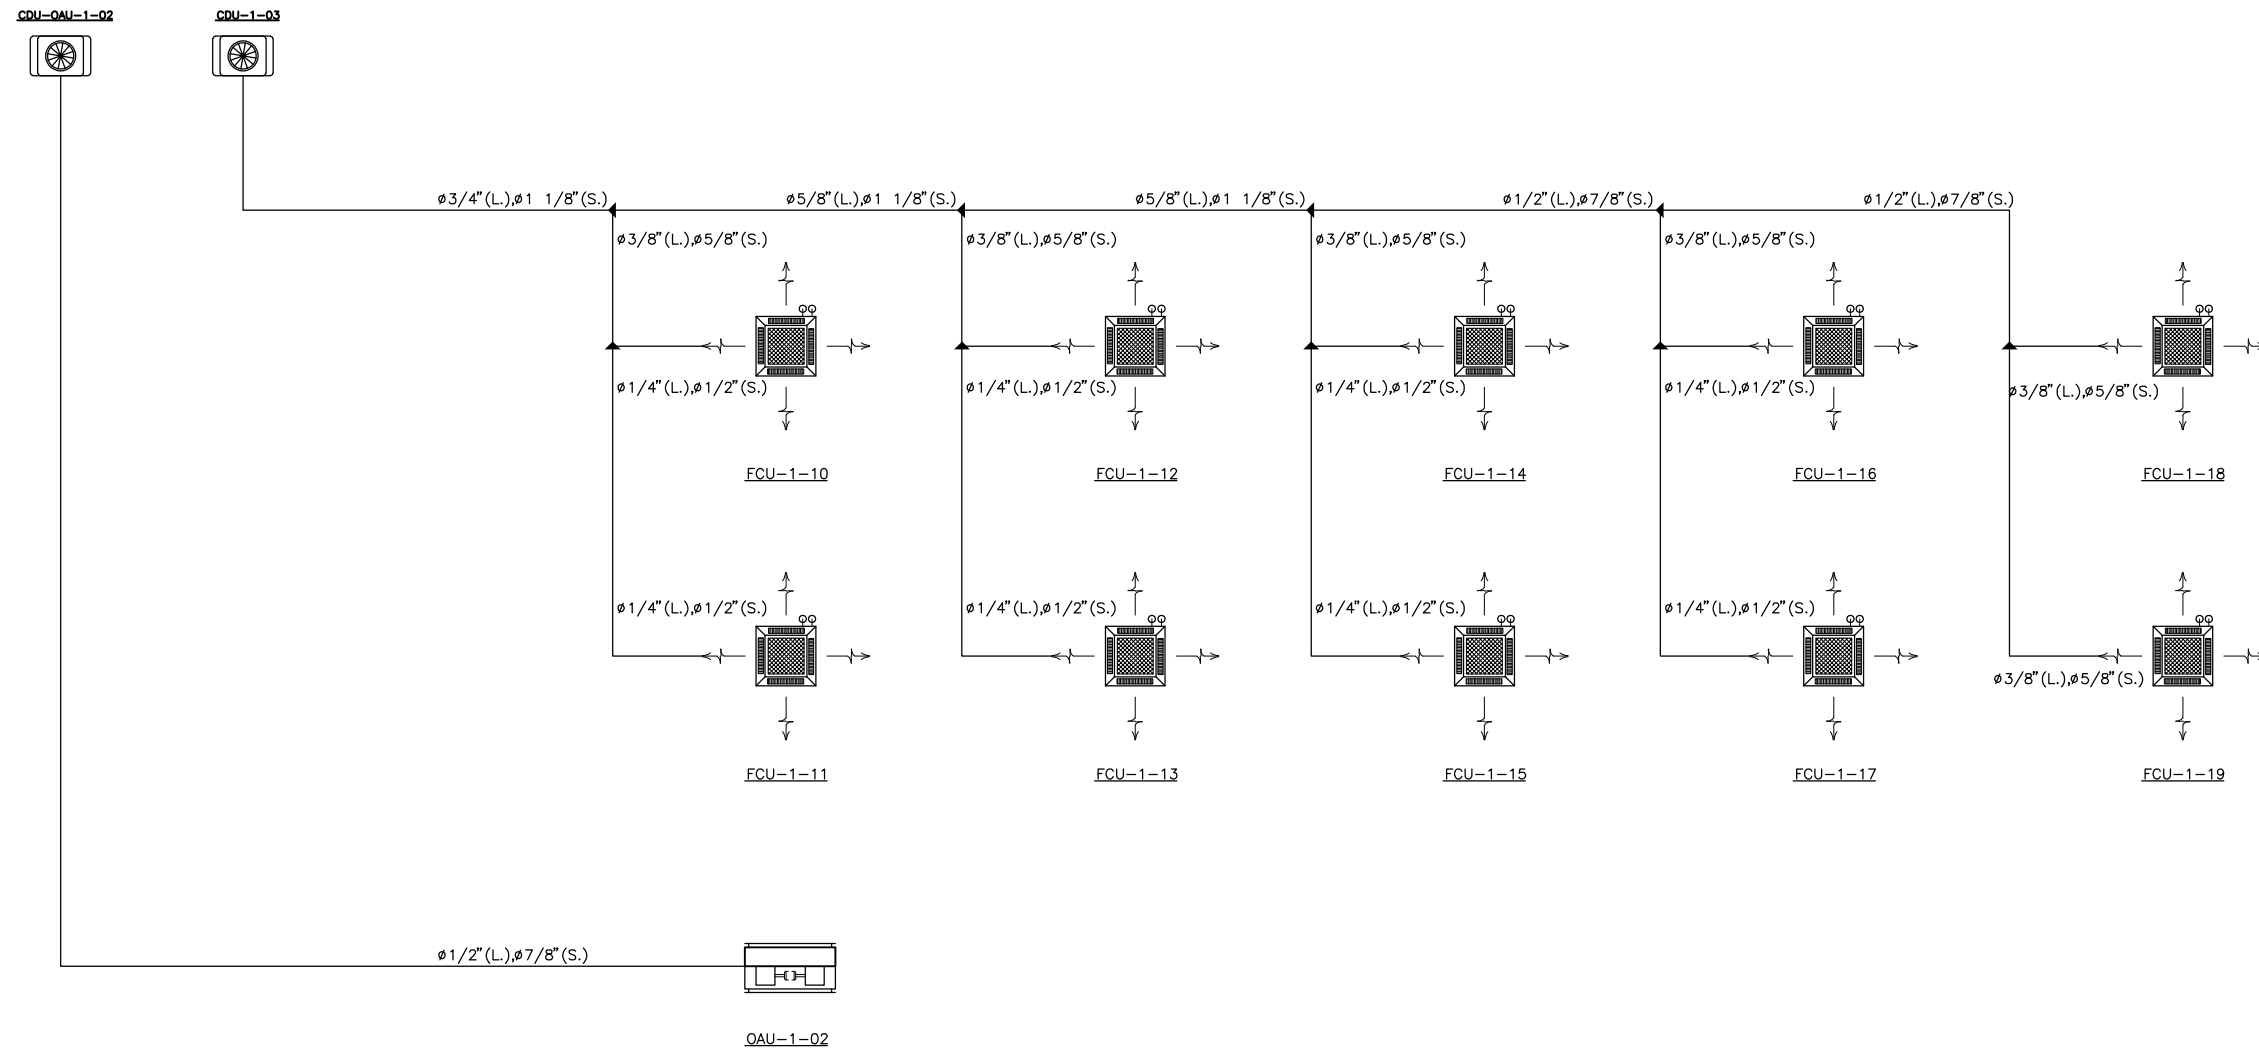 CDU-OAU-1-02
CDU-1-03
ø3/4"(L.),ø1 1/8"(S.)
ø5/8"(L.),ø1 1/8"(S.)
ø5/8"(L.),ø1 1/8"(S.)
ø1/2"(L.),ø7/8"(S.)
ø1/2"(L.),ø7/8"(S.)
ø3/8"(L.),ø5/8"(S.)
ø3/8"(L.),ø5/8"(S.)
ø3/8"(L.),ø5/8"(S.)
ø3/8"(L.),ø5/8"(S.)
ø1/4"(L.),ø1/2"(S.)
ø1/4"(L.),ø1/2"(S.)
ø1/4"(L.),ø1/2"(S.)
ø1/4"(L.),ø1/2"(S.)
ø3/8"(L.),ø5/8"(S.)
FCU-1-10
FCU-1-12
FCU-1-14
FCU-1-16
FCU-1-18
ø1/4"(L.),ø1/2"(S.)
ø1/4"(L.),ø1/2"(S.)
ø1/4"(L.),ø1/2"(S.)
ø1/4"(L.),ø1/2"(S.)
ø3/8"(L.),ø5/8"(S.)
FCU-1-11
FCU-1-13
FCU-1-15
FCU-1-17
FCU-1-19
ø1/2"(L.),ø7/8"(S.)
OAU-1-02